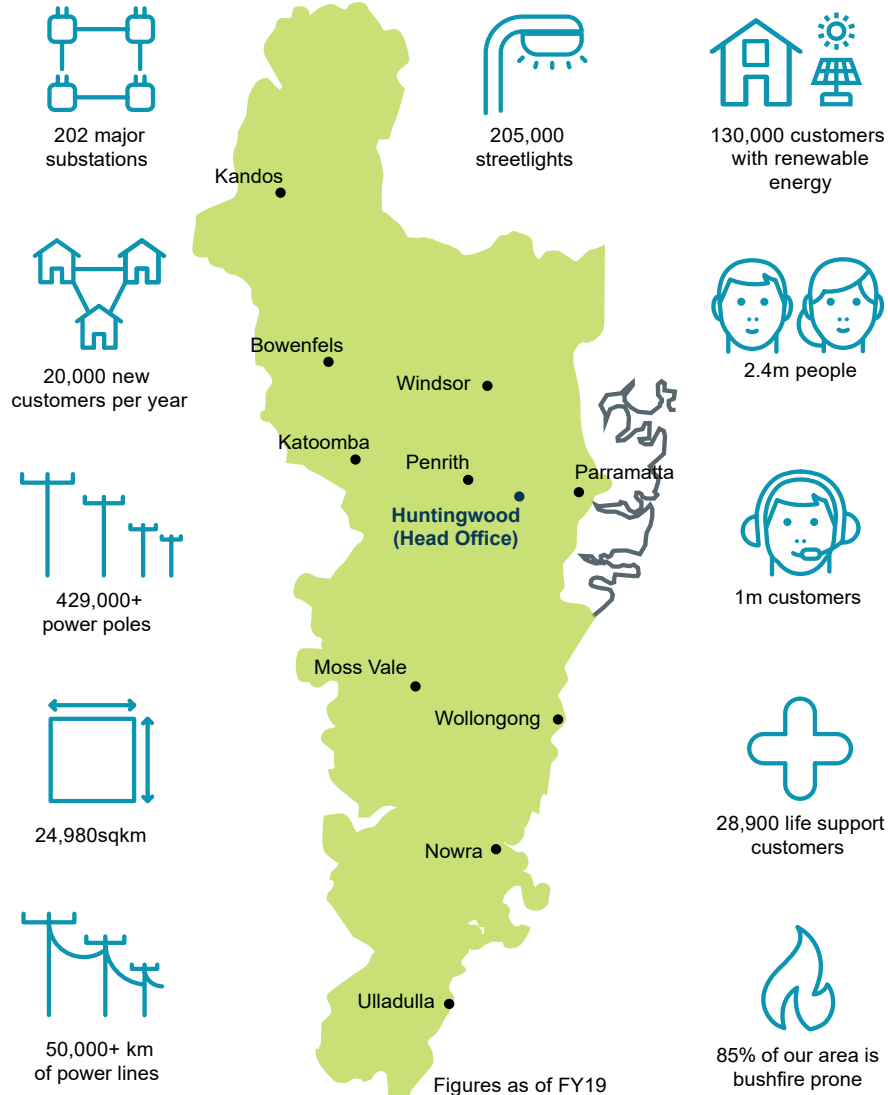 202 major
substations
205,000
streetlights
130,000 customers
with renewable
energy
Kandos
20,000 new
customers per year
Bowenfels
Windsor
2.4m people
Katoomba
Penrith
Parramatta
Huntingwood
(Head Office)
429,000+
power poles
1m customers
Moss Vale
Wollongong
24,980sqkm
28,900 life support
customers
Nowra
Ulladulla
50,000+ km
of power lines
85% of our area is
bushfire prone
Figures as of FY19